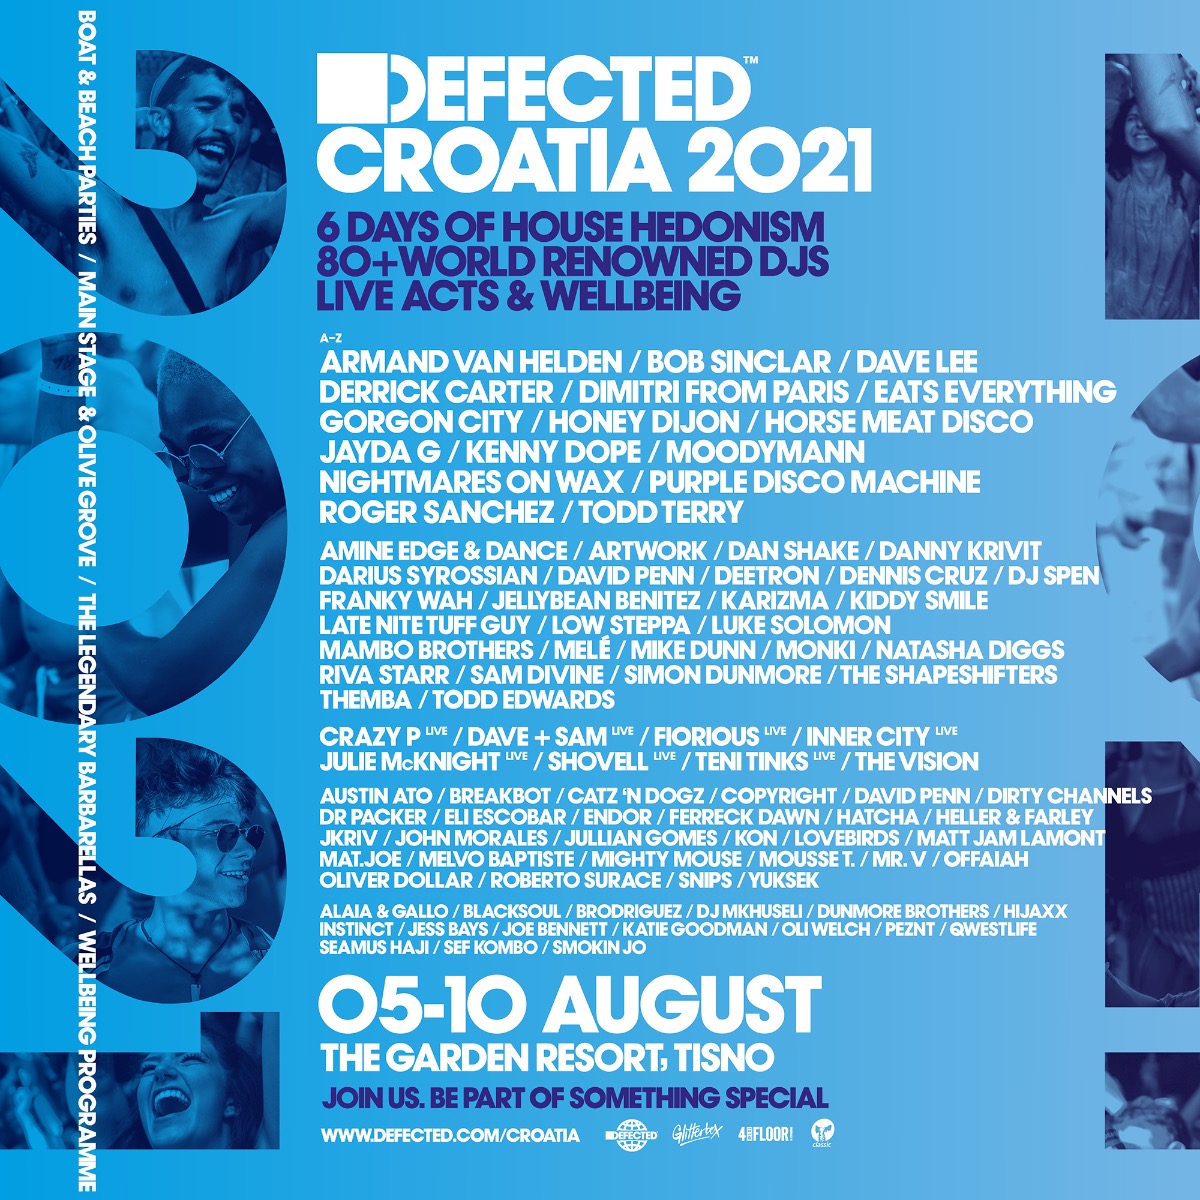 BOAT & BEACH PARTIES / MAIN STAGE & OLIVE GROVE / THE LEGENDARY BARBARELLAS / WELLBEING PROGRAMME
2021
DEFECTED™
CROATIA 2021
6 DAYS OF HOUSE HEDONISM
80+WORLD RENOWNED DJS
LIVE ACTS & WELLBEING
A–Z
ARMAND VAN HELDEN / BOB SINCLAR / DAVE LEE
DERRICK CARTER / DIMITRI FROM PARIS / EATS EVERYTHING
GORGON CITY / HONEY DIJON / HORSE MEAT DISCO
JAYDA G / KENNY DOPE / MOODYMANN
NIGHTMARES ON WAX / PURPLE DISCO MACHINE
ROGER SANCHEZ / TODD TERRY
AMINE EDGE & DANCE / ARTWORK / DAN SHAKE / DANNY KRIVIT
DARIUS SYROSSIAN / DAVID PENN / DEETRON / DENNIS CRUZ / DJ SPEN
FRANKY WAH / JELLYBEAN BENITEZ / KARIZMA / KIDDY SMILE
LATE NITE TUFF GUY / LOW STEPPA / LUKE SOLOMON
MAMBO BROTHERS / MELÉ / MIKE DUNN / MONKI / NATASHA DIGGS
RIVA STARR / SAM DIVINE / SIMON DUNMORE / THE SHAPESHIFTERS
THEMBA / TODD EDWARDS
CRAZY P LIVE / DAVE + SAM LIVE / FIORIOUS LIVE / INNER CITY LIVE
JULIE McKNIGHT LIVE / SHOVELL LIVE / TENI TINKS LIVE / THE VISION
AUSTIN ATO / BREAKBOT / CATZ ‘N DOGZ / COPYRIGHT / DAVID PENN / DIRTY CHANNELS
DR PACKER / ELI ESCOBAR / ENDOR / FERRECK DAWN / HATCHA / HELLER & FARLEY
JKRIV / JOHN MORALES / JULLIAN GOMES / KON / LOVEBIRDS / MATT JAM LAMONT
MAT.JOE / MELVO BAPTISTE / MIGHTY MOUSE / MOUSSE T. / MR. V / OFFAIAH
OLIVER DOLLAR / ROBERTO SURACE / SNIPS / YUKSEK
ALAIA & GALLO / BLACKSOUL / BRODRIGUEZ / DJ MKHUSELI / DUNMORE BROTHERS / HIJAXX
INSTINCT / JESS BAYS / JOE BENNETT / KATIE GOODMAN / OLI WELCH / PEZNT / QWESTLIFE
SEAMUS HAJI / SEF KOMBO / SMOKIN JO
05-10 AUGUST
THE GARDEN RESORT, TISNO
JOIN US. BE PART OF SOMETHING SPECIAL
WWW.DEFECTED.COM/CROATIA
DEFECTED
Glitterbox
4 TO THE FLOOR!
classic